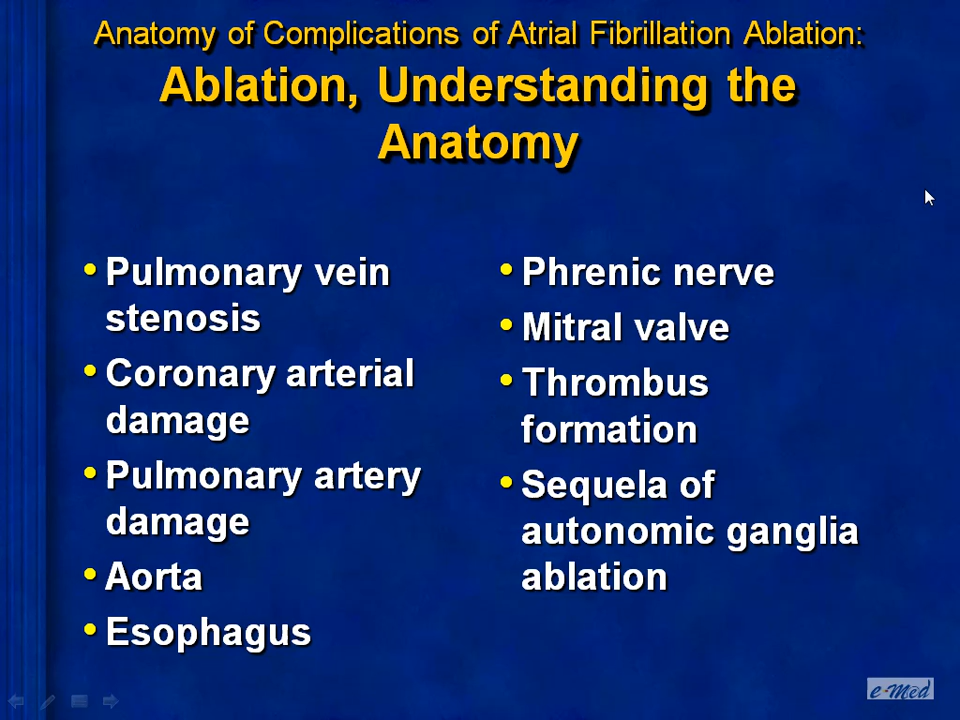 Anatomy of Complications of Atrial Fibrillation Ablation:
Ablation, Understanding the
Anatomy
• Pulmonary vein
stenosis
• Coronary arterial
damage
• Pulmonary artery
damage
• Aorta
• Esophagus
• Phrenic nerve
• Mitral valve
• Thrombus
formation
• Sequela of
autonomic ganglia
ablation
e-Med